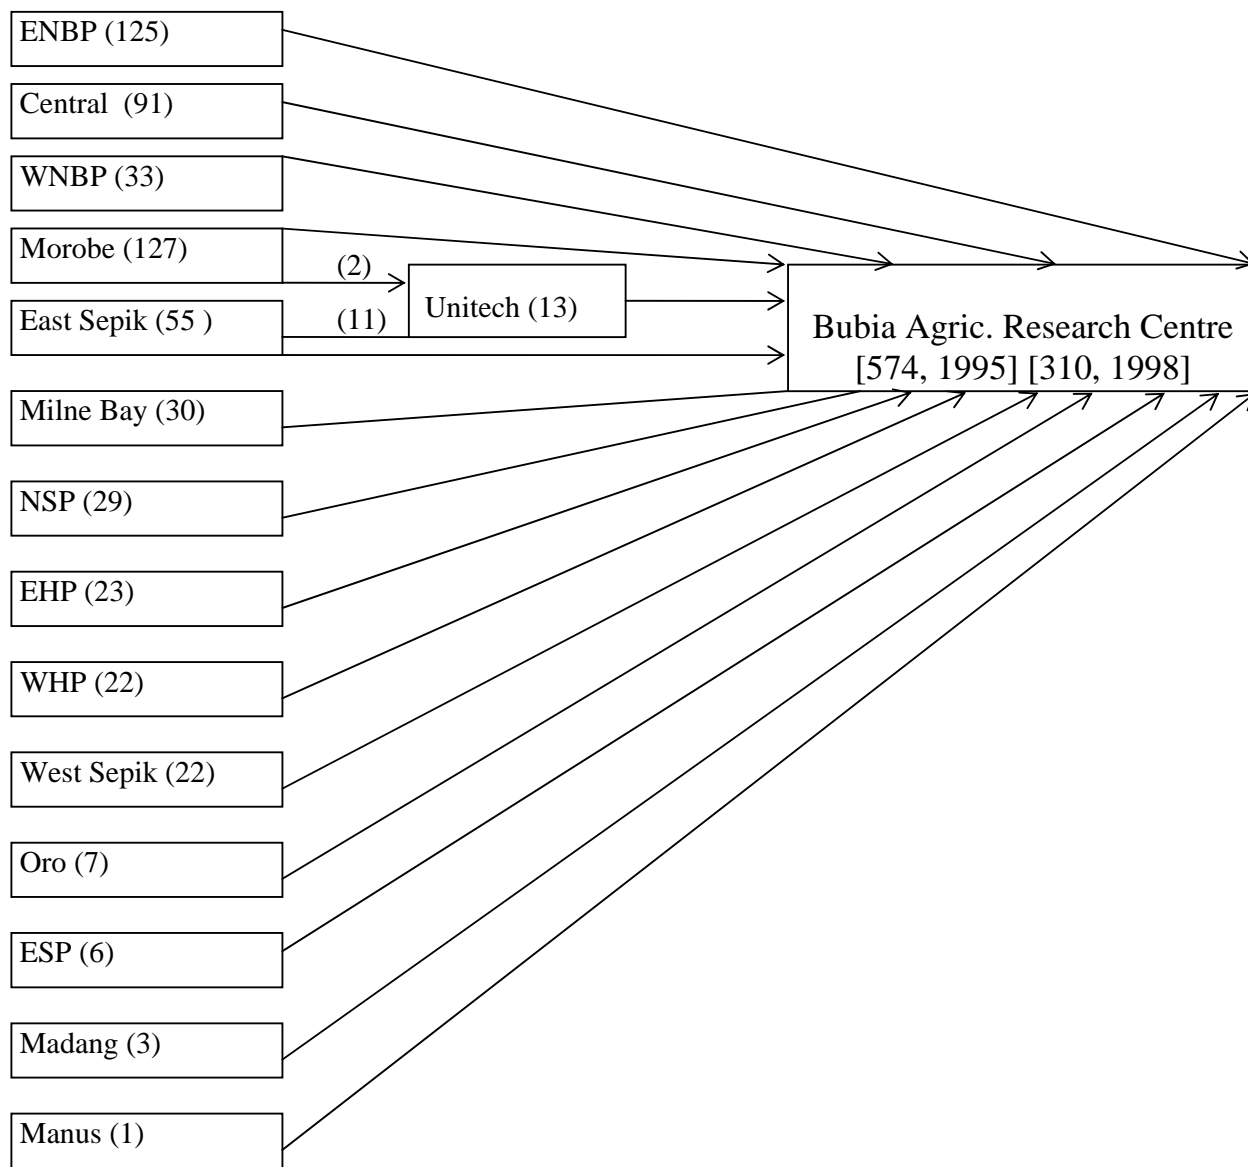 ENBP (125)
Central (91)
WNBP (33)
Morobe (127)
(2)
Unitech (13)
East Sepik (55 )
(11)
Bubia Agric. Research Centre
[574, 1995] [310, 1998]
Milne Bay (30)
NSP (29)
EHP (23)
WHP (22)
West Sepik (22)
Oro (7)
ESP (6)
Madang (3)
Manus (1)